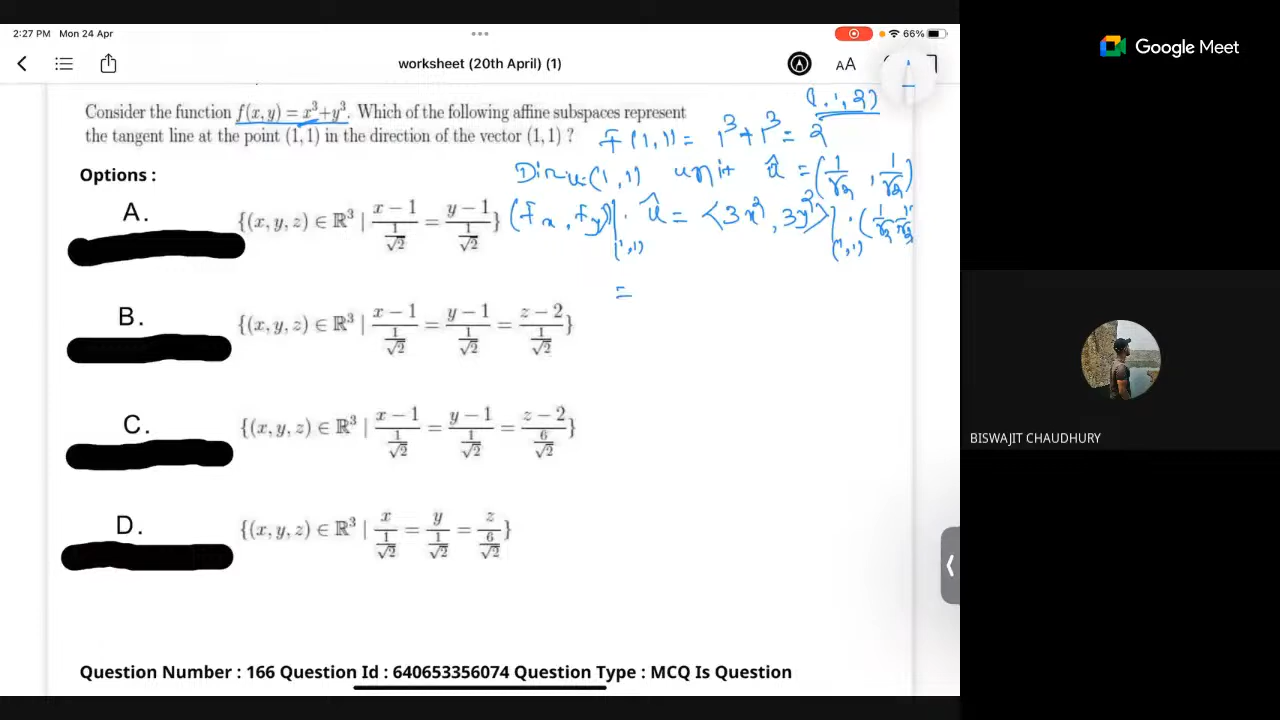 2:27 PM Mon 24 Apr
66%
worksheet (20th April) (1)
AA
Google Meet
Consider the function f(x, y) = x³+y³. Which of the following affine subspaces represent
the tangent line at the point (1, 1) in the direction of the vector (1, 1) ?
(1, 1, 2)
f(1, 1) = 1³ + 1³ = 2
unit û = (1/√2, 1/√2)
(fx, fy)|(1,1) · û = ⟨3x², 3y²⟩|(1,1) · (1/√2, 1/√2)
=
Options :
A. {(x, y, z) ∈ ℝ³ | (x − 1)/(1/√2) = (y − 1)/(1/√2)}
B. {(x, y, z) ∈ ℝ³ | (x − 1)/(1/√2) = (y − 1)/(1/√2) = (z − 2)/(1/√2)}
C. {(x, y, z) ∈ ℝ³ | (x − 1)/(1/√2) = (y − 1)/(1/√2) = (z − 2)/(6/√2)}
D. {(x, y, z) ∈ ℝ³ | x/(1/√2) = y/(1/√2) = z/(6/√2)}
BISWAJIT CHAUDHURY
Question Number : 166 Question Id : 640653356074 Question Type : MCQ Is Question